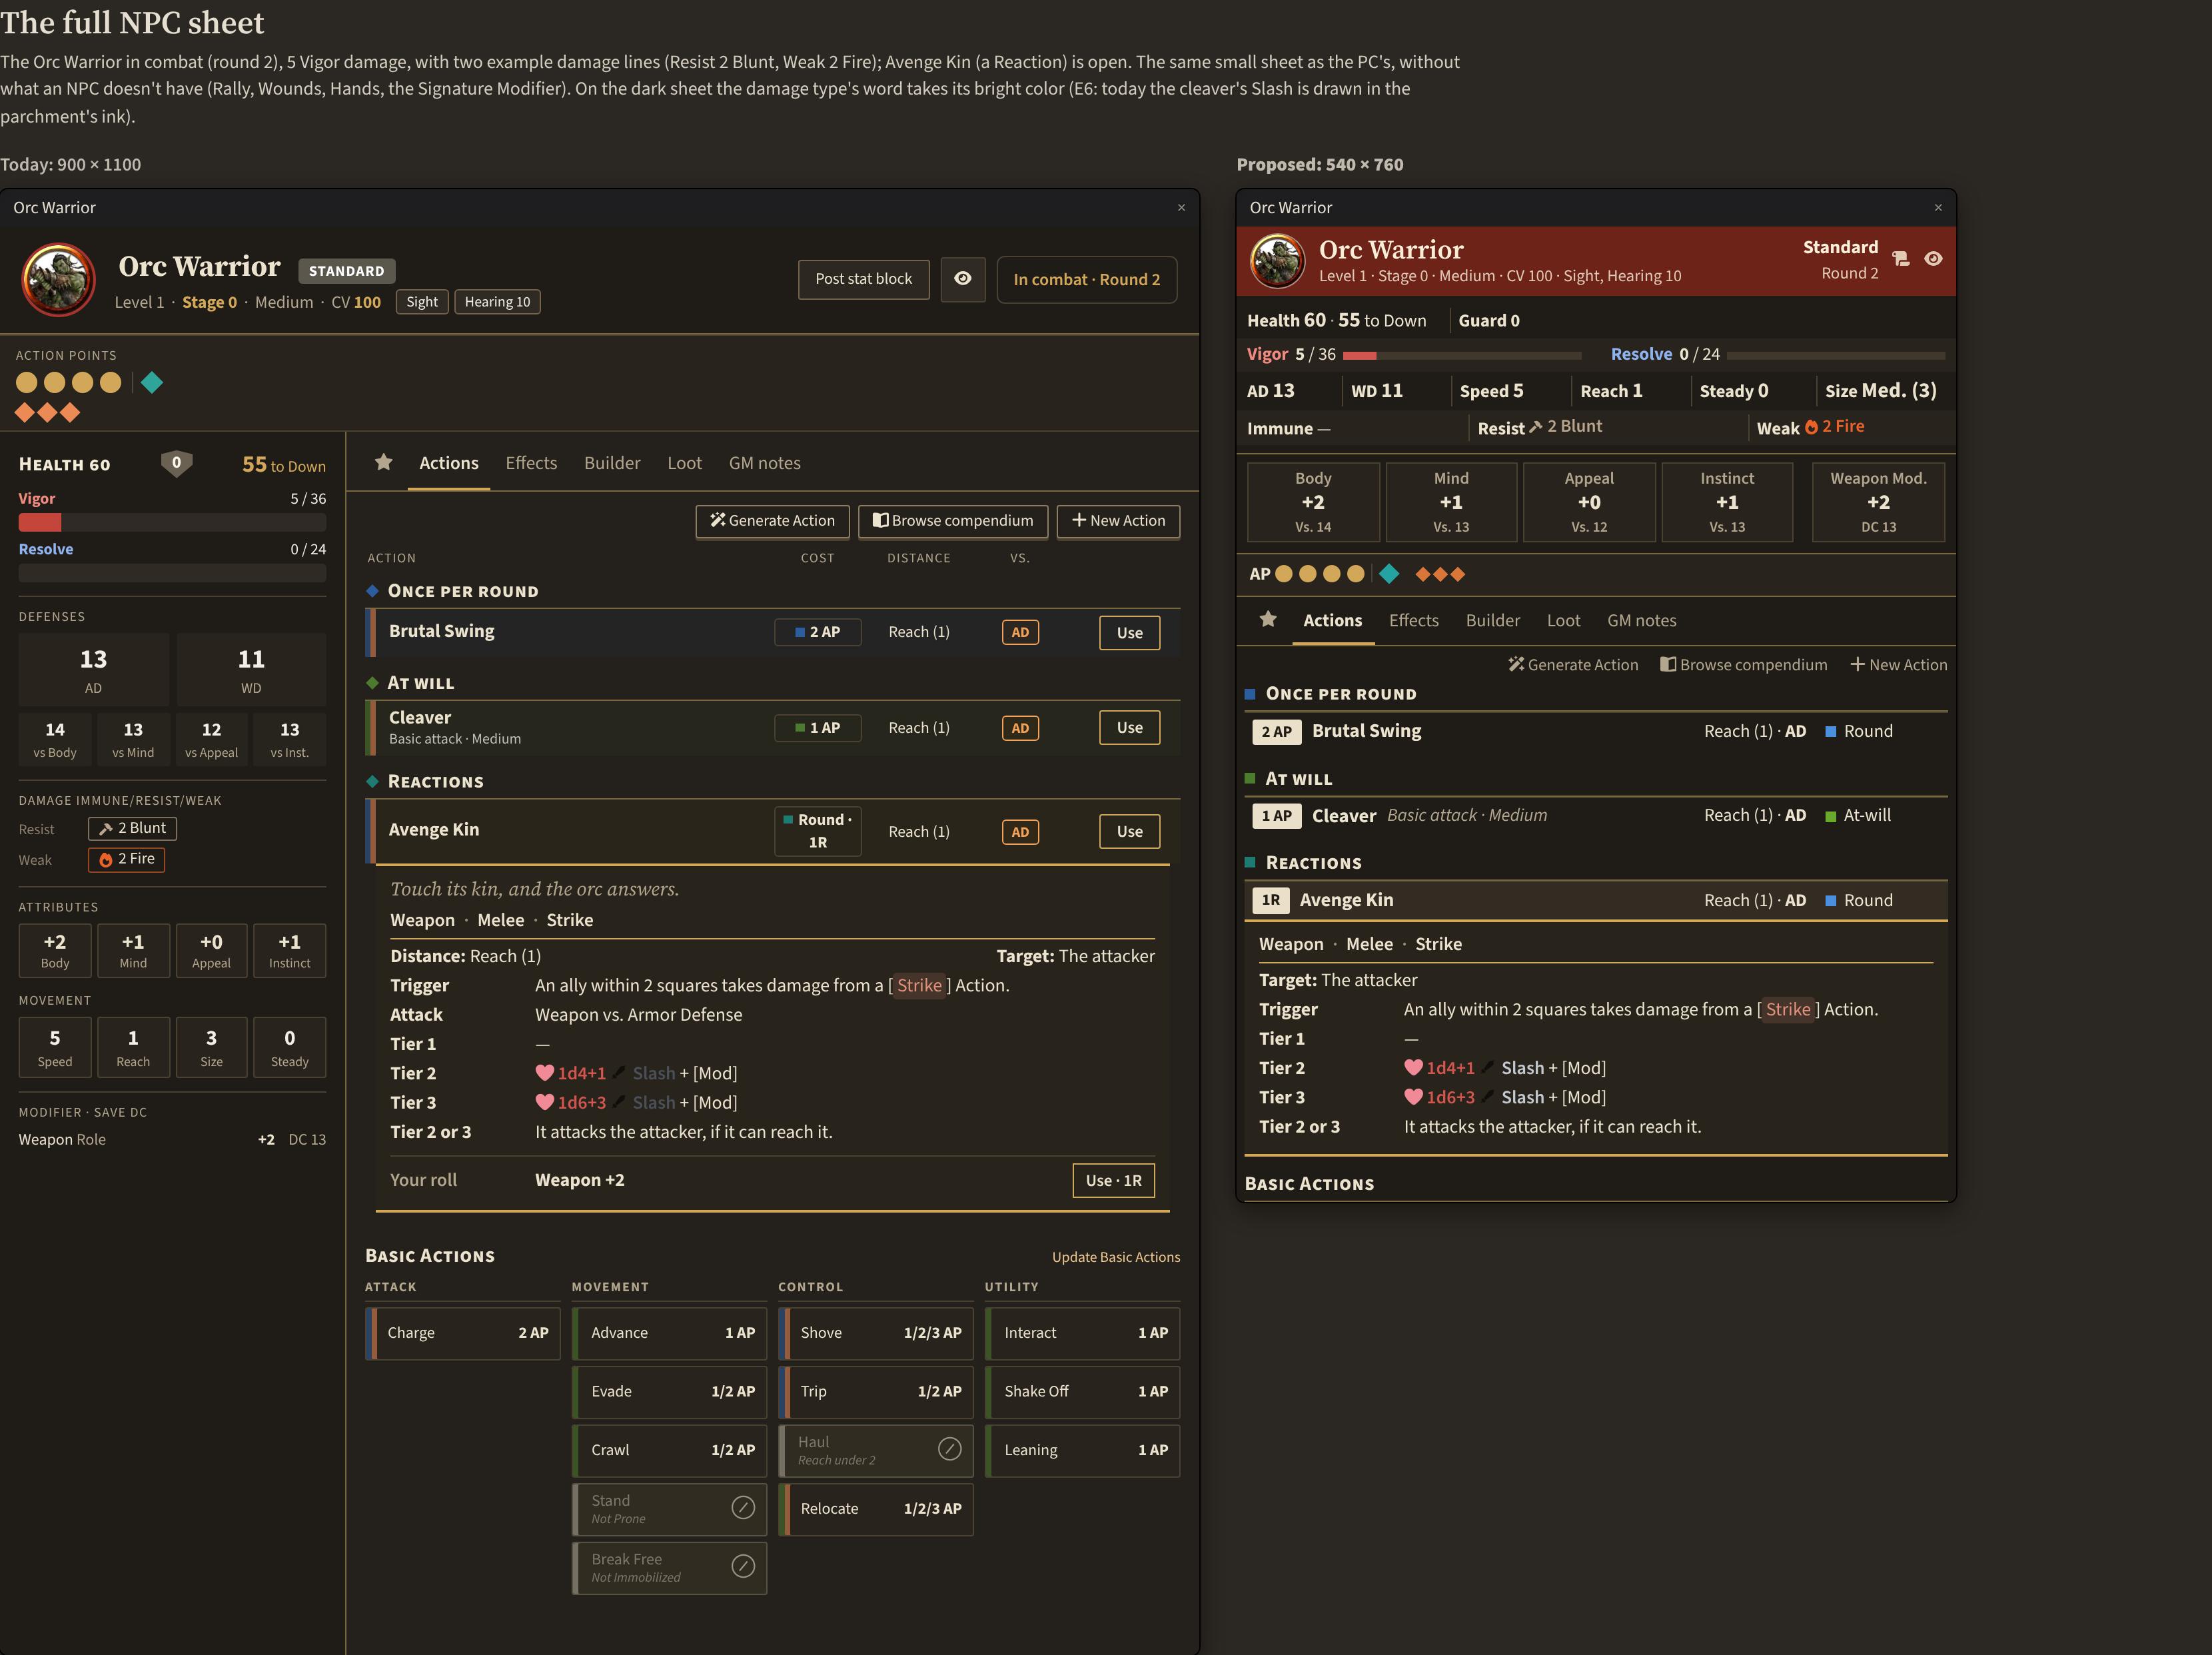 The full NPC sheet
The Orc Warrior in combat (round 2), 5 Vigor damage, with two example damage lines (Resist 2 Blunt, Weak 2 Fire); Avenge Kin (a Reaction) is open. The same small sheet as the PC's, without
what an NPC doesn't have (Rally, Wounds, Hands, the Signature Modifier). On the dark sheet the damage type's word takes its bright color (E6: today the cleaver's Slash is drawn in the
parchment's ink).
Today: 900 × 1100
Orc Warrior ×
Orc Warrior STANDARD
Level 1 · Stage 0 · Medium · CV 100 Sight Hearing 10
Post stat block
In combat · Round 2
ACTION POINTS
HEALTH 60 0 55 to Down
Vigor 5 / 36
Resolve 0 / 24
DEFENSES
13 11
AD WD
14 13 12 13
vs Body vs Mind vs Appeal vs Inst.
DAMAGE IMMUNE/RESIST/WEAK
Resist 2 Blunt
Weak 2 Fire
ATTRIBUTES
+2 +1 +0 +1
Body Mind Appeal Instinct
MOVEMENT
5 1 3 0
Speed Reach Size Steady
MODIFIER · SAVE DC
Weapon Role +2 DC 13
Actions Effects Builder Loot GM notes
Generate Action Browse compendium New Action
ACTION COST DISTANCE VS.
ONCE PER ROUND
Brutal Swing 2 AP Reach (1) AD Use
AT WILL
Cleaver 1 AP Reach (1) AD Use
Basic attack · Medium
REACTIONS
Avenge Kin Round · 1R Reach (1) AD Use
Touch its kin, and the orc answers.
Weapon · Melee · Strike
Distance: Reach (1) Target: The attacker
Trigger An ally within 2 squares takes damage from a [ Strike ] Action.
Attack Weapon vs. Armor Defense
Tier 1 —
Tier 2 1d4+1 Slash + [Mod]
Tier 3 1d6+3 Slash + [Mod]
Tier 2 or 3 It attacks the attacker, if it can reach it.
Your roll Weapon +2 Use · 1R
BASIC ACTIONS Update Basic Actions
ATTACK MOVEMENT CONTROL UTILITY
Charge 2 AP Advance 1 AP Shove 1/2/3 AP Interact 1 AP
Evade 1/2 AP Trip 1/2 AP Shake Off 1 AP
Crawl 1/2 AP Haul Leaning 1 AP
Reach under 2
Stand Relocate 1/2/3 AP
Not Prone
Break Free
Not Immobilized
Proposed: 540 × 760
Orc Warrior ×
Orc Warrior Standard
Level 1 · Stage 0 · Medium · CV 100 · Sight, Hearing 10 Round 2
Health 60 · 55 to Down Guard 0
Vigor 5 / 36 Resolve 0 / 24
AD 13 WD 11 Speed 5 Reach 1 Steady 0 Size Med. (3)
Immune — Resist 2 Blunt Weak 2 Fire
Body Mind Appeal Instinct Weapon Mod.
+2 +1 +0 +1 +2
Vs. 14 Vs. 13 Vs. 12 Vs. 13 DC 13
AP
Actions Effects Builder Loot GM notes
Generate Action Browse compendium New Action
ONCE PER ROUND
2 AP Brutal Swing Reach (1) · AD Round
AT WILL
1 AP Cleaver Basic attack · Medium Reach (1) · AD At-will
REACTIONS
1R Avenge Kin Reach (1) · AD Round
Weapon · Melee · Strike
Target: The attacker
Trigger An ally within 2 squares takes damage from a [ Strike ] Action.
Tier 1 —
Tier 2 1d4+1 Slash + [Mod]
Tier 3 1d6+3 Slash + [Mod]
Tier 2 or 3 It attacks the attacker, if it can reach it.
BASIC ACTIONS